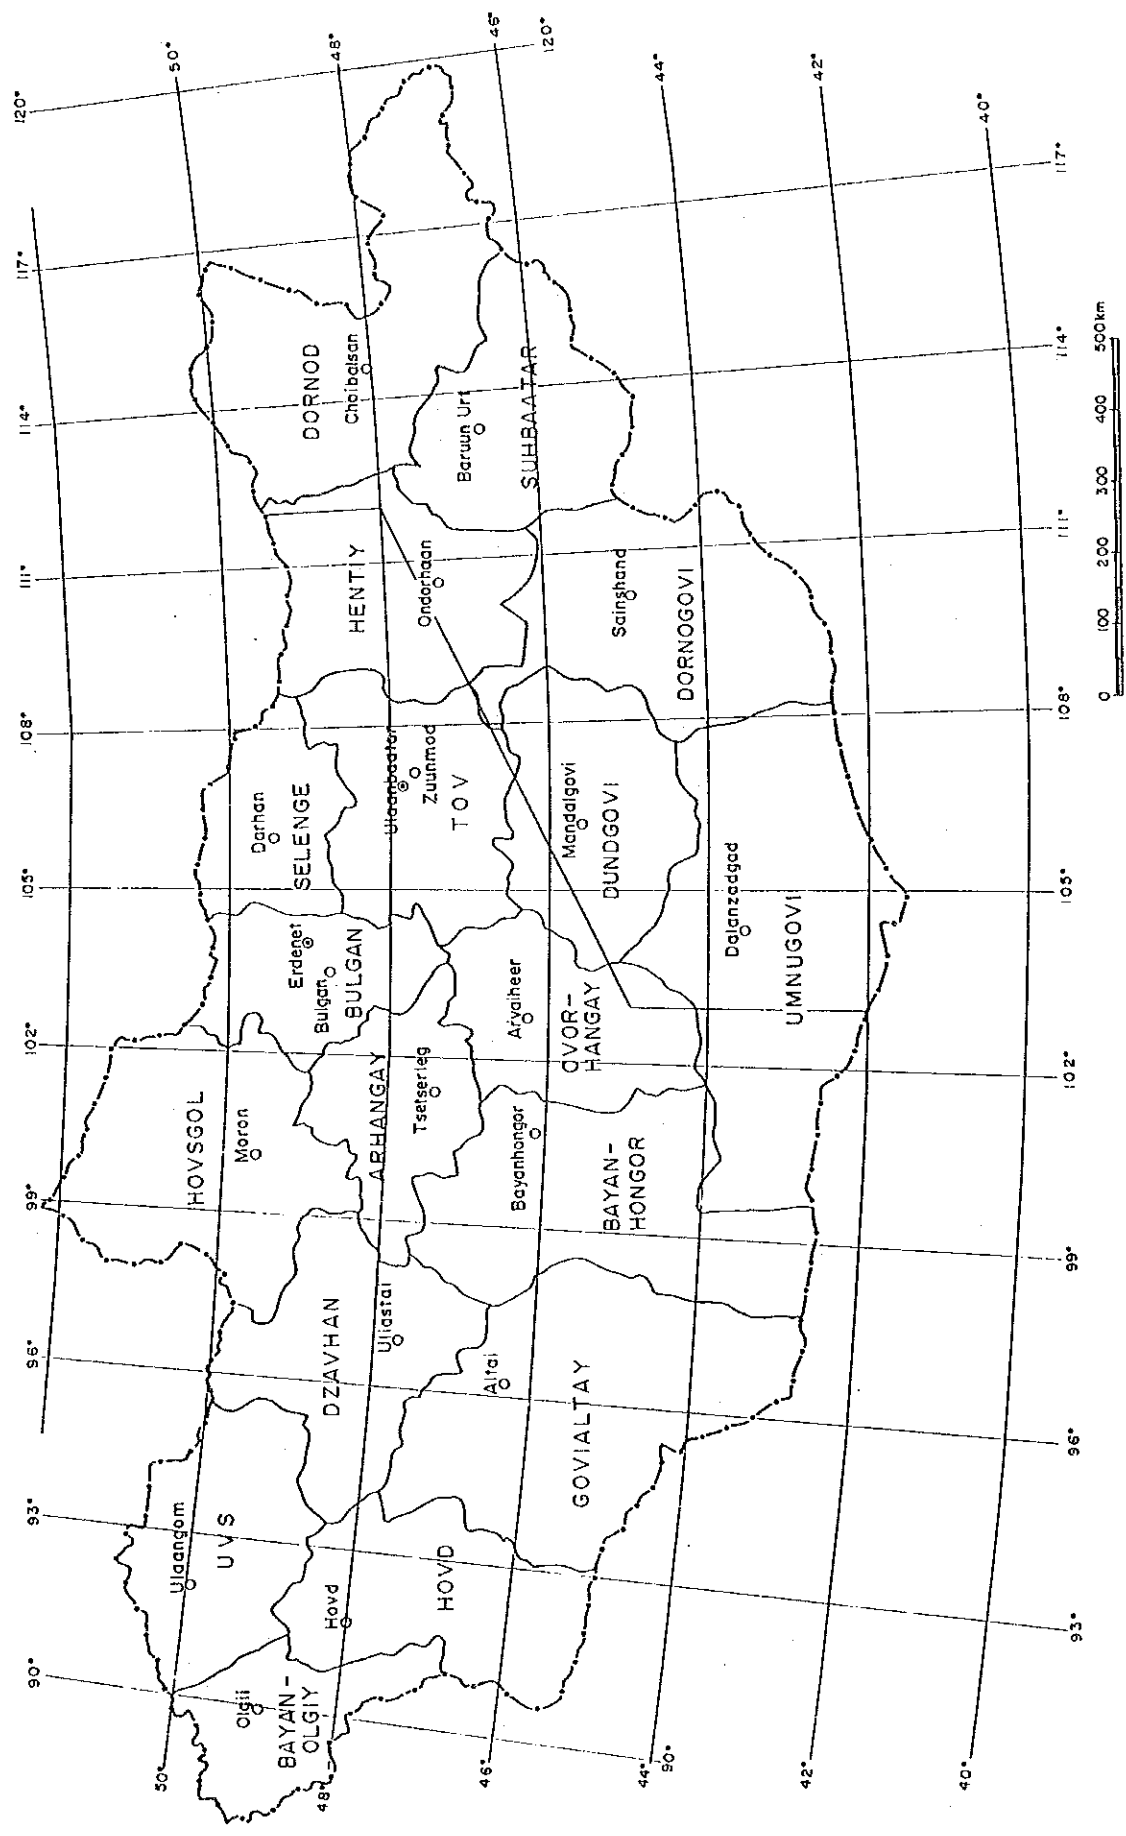 90°
93°
96°
99°
102°
105°
108°
111°
114°
117°
120°
50°
48°
46°
44°
90°
42°
40°
50°
48°
46°
120°
44°
42°
40°
Olgii
BAYAN-
OLGIY
Ulaangom
UVS
Hovd
HOVD
DZAVHAN
Uliastai
Altai
GOVIALTAY
HOVSGOL
Moron
ARHANGAY
Tsetserleg
Bayanhongor
BAYAN-
HONGOR
Erdenet
Bulgan
BULGAN
Arvaiheer
OVOR-
HANGAY
Darhan
SELENGE
Ulaanbaatar
Zuunmod
TOV
Mandalgovi
DUNDGOVI
Dalanzadgad
UMNUGOVI
HENTIY
Ondorhaan
Sainshand
DORNOGOVI
DORNOD
Choibalsan
Baruun Urt
SUHBAATAR
93°
96°
99°
102°
105°
108°
111°
114°
117°
0 100 200 300 400 500km